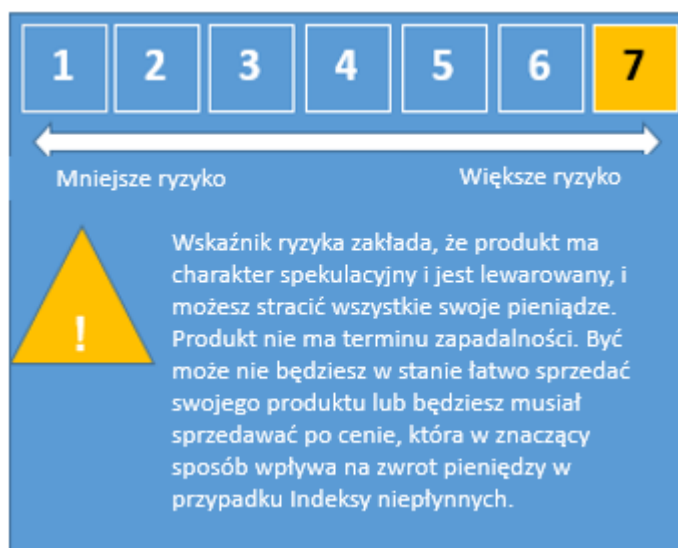 1 2 3 4 5 6 7
Mniejsze ryzyko Większe ryzyko
Wskaźnik ryzyka zakłada, że produkt ma
charakter spekulacyjny i jest lewarowany, i
możesz stracić wszystkie swoje pieniądze.
Produkt nie ma terminu zapadalności. Być
może nie będziesz w stanie łatwo sprzedać
swojego produktu lub będziesz musiał
sprzedawać po cenie, która w znaczący
sposób wpływa na zwrot pieniędzy w
przypadku Indeksy niepłynnych.
!